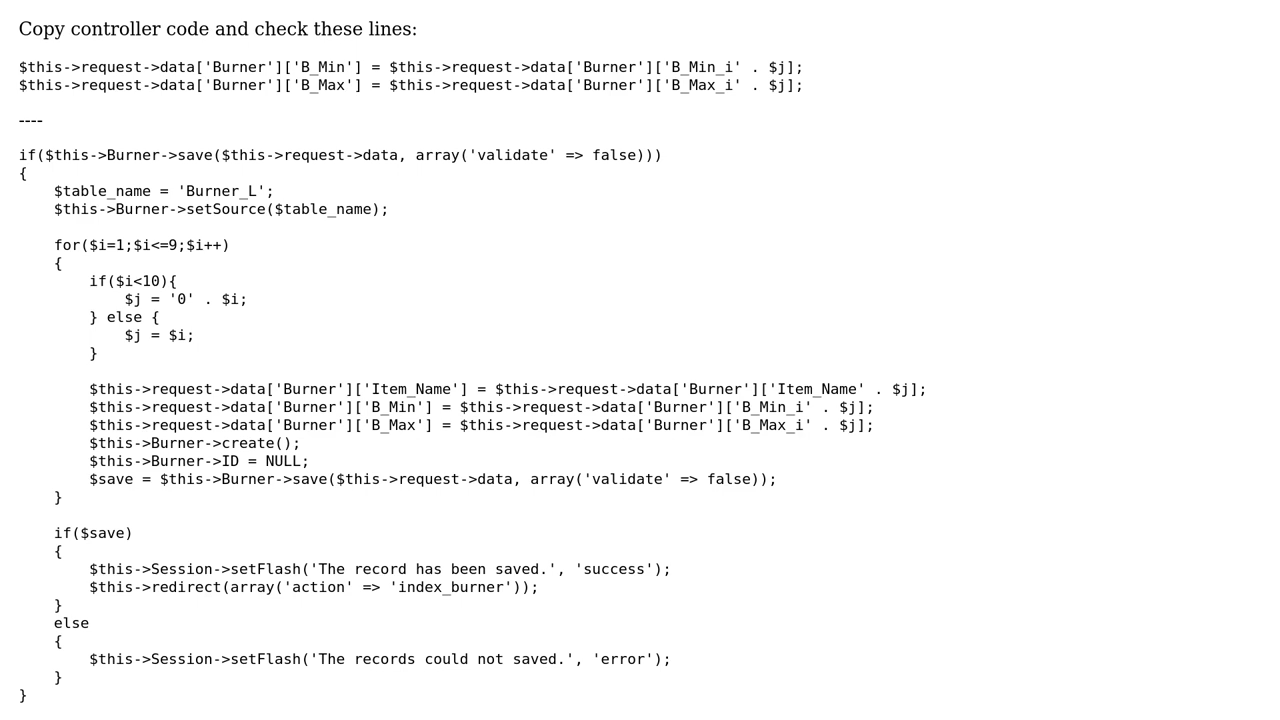 Copy controller code and check these lines:
$this->request->data['Burner']['B_Min'] = $this->request->data['Burner']['B_Min_i' . $j];
$this->request->data['Burner']['B_Max'] = $this->request->data['Burner']['B_Max_i' . $j];
----
if($this->Burner->save($this->request->data, array('validate' => false)))
{
    $table_name = 'Burner_L';
    $this->Burner->setSource($table_name);
    for($i=1;$i<=9;$i++)
    {
        if($i<10){
            $j = '0' . $i;
        } else {
            $j = $i;
        }
        $this->request->data['Burner']['Item_Name'] = $this->request->data['Burner']['Item_Name' . $j];
        $this->request->data['Burner']['B_Min'] = $this->request->data['Burner']['B_Min_i' . $j];
        $this->request->data['Burner']['B_Max'] = $this->request->data['Burner']['B_Max_i' . $j];
        $this->Burner->create();
        $this->Burner->ID = NULL;
        $save = $this->Burner->save($this->request->data, array('validate' => false));
    }
    if($save)
    {
        $this->Session->setFlash('The record has been saved.', 'success');
        $this->redirect(array('action' => 'index_burner'));
    }
    else
    {
        $this->Session->setFlash('The records could not saved.', 'error');
    }
}